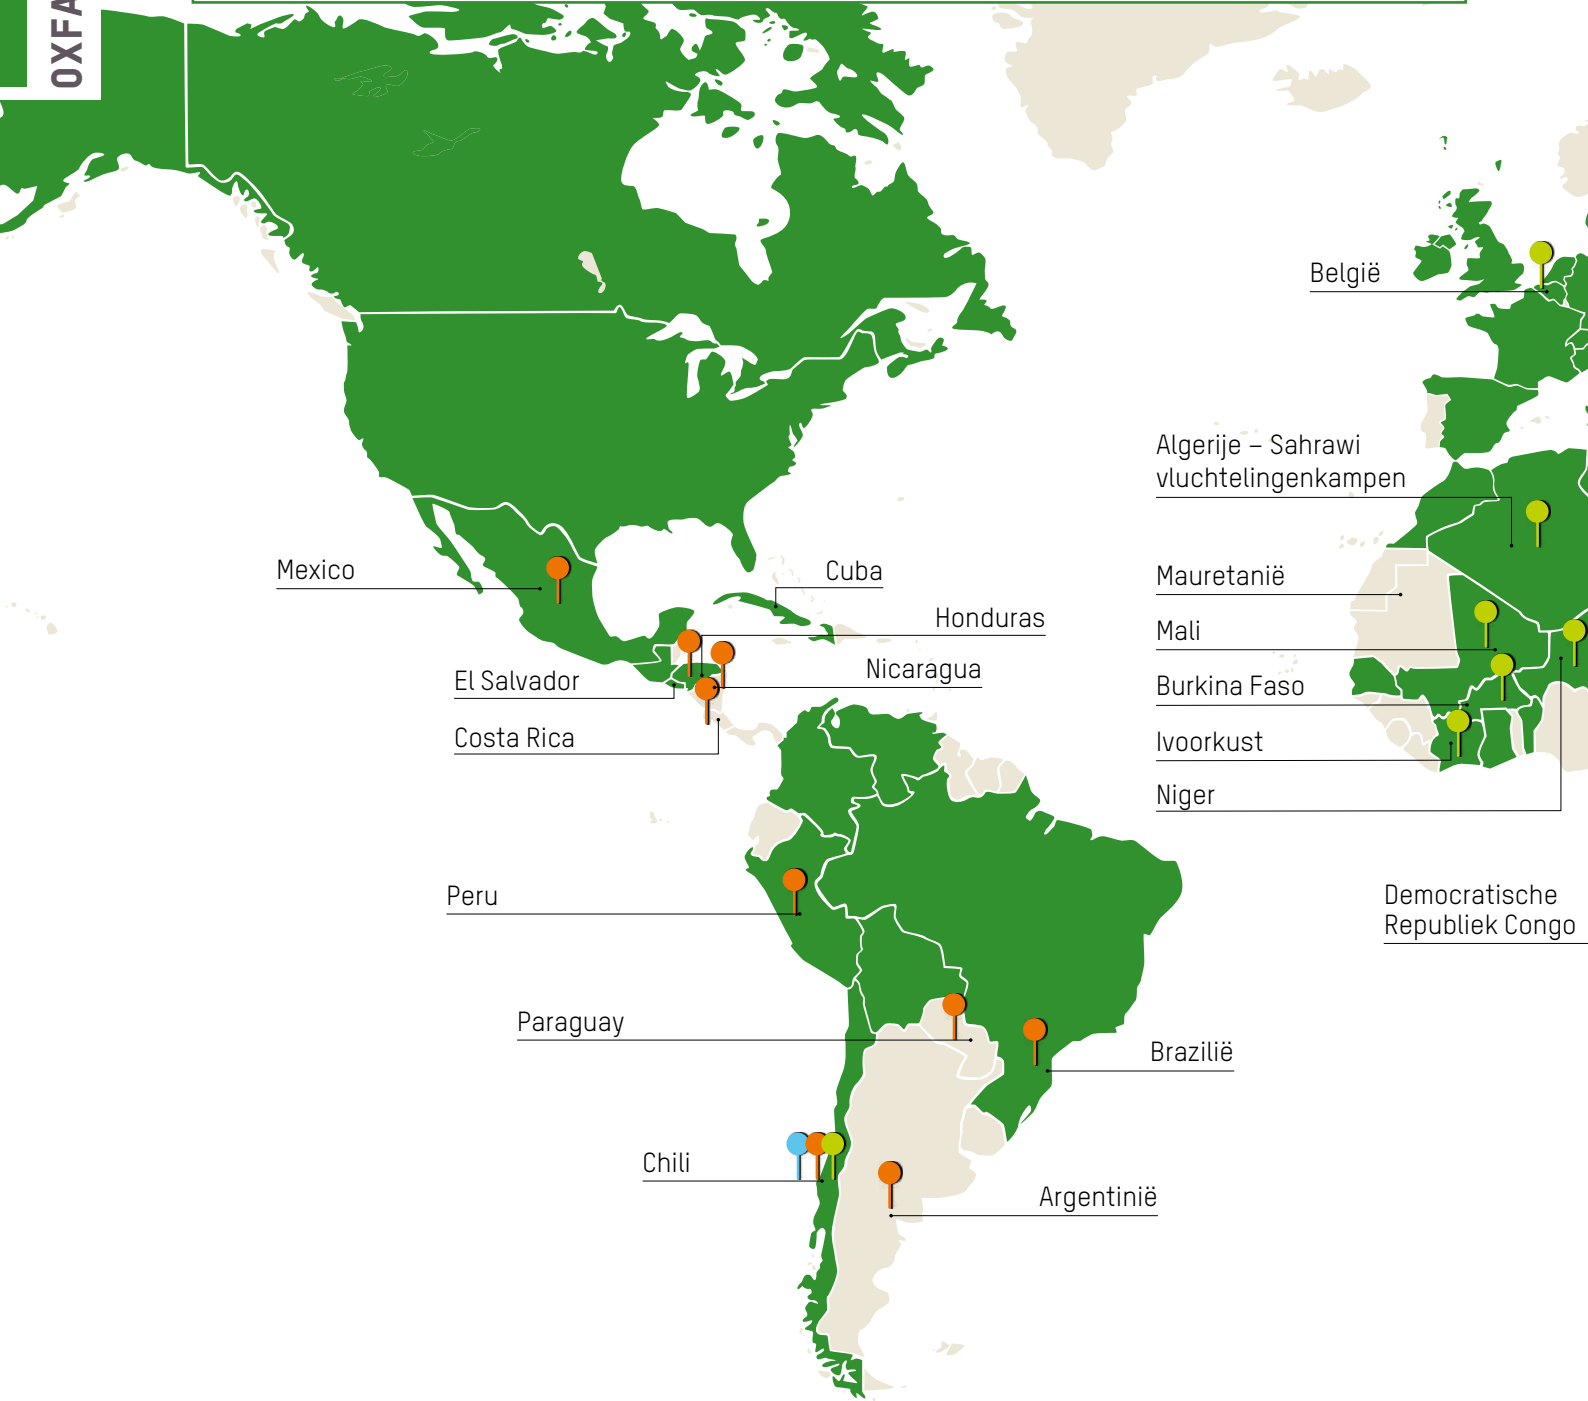 OXFA
België
Algerije – Sahrawi
vluchtelingenkampen
Mexico
Cuba
Mauretanië
Honduras
Mali
Nicaragua
El Salvador
Burkina Faso
Costa Rica
Ivoorkust
Niger
Peru
Democratische
Republiek Congo
Paraguay
Brazilië
Chili
Argentinië